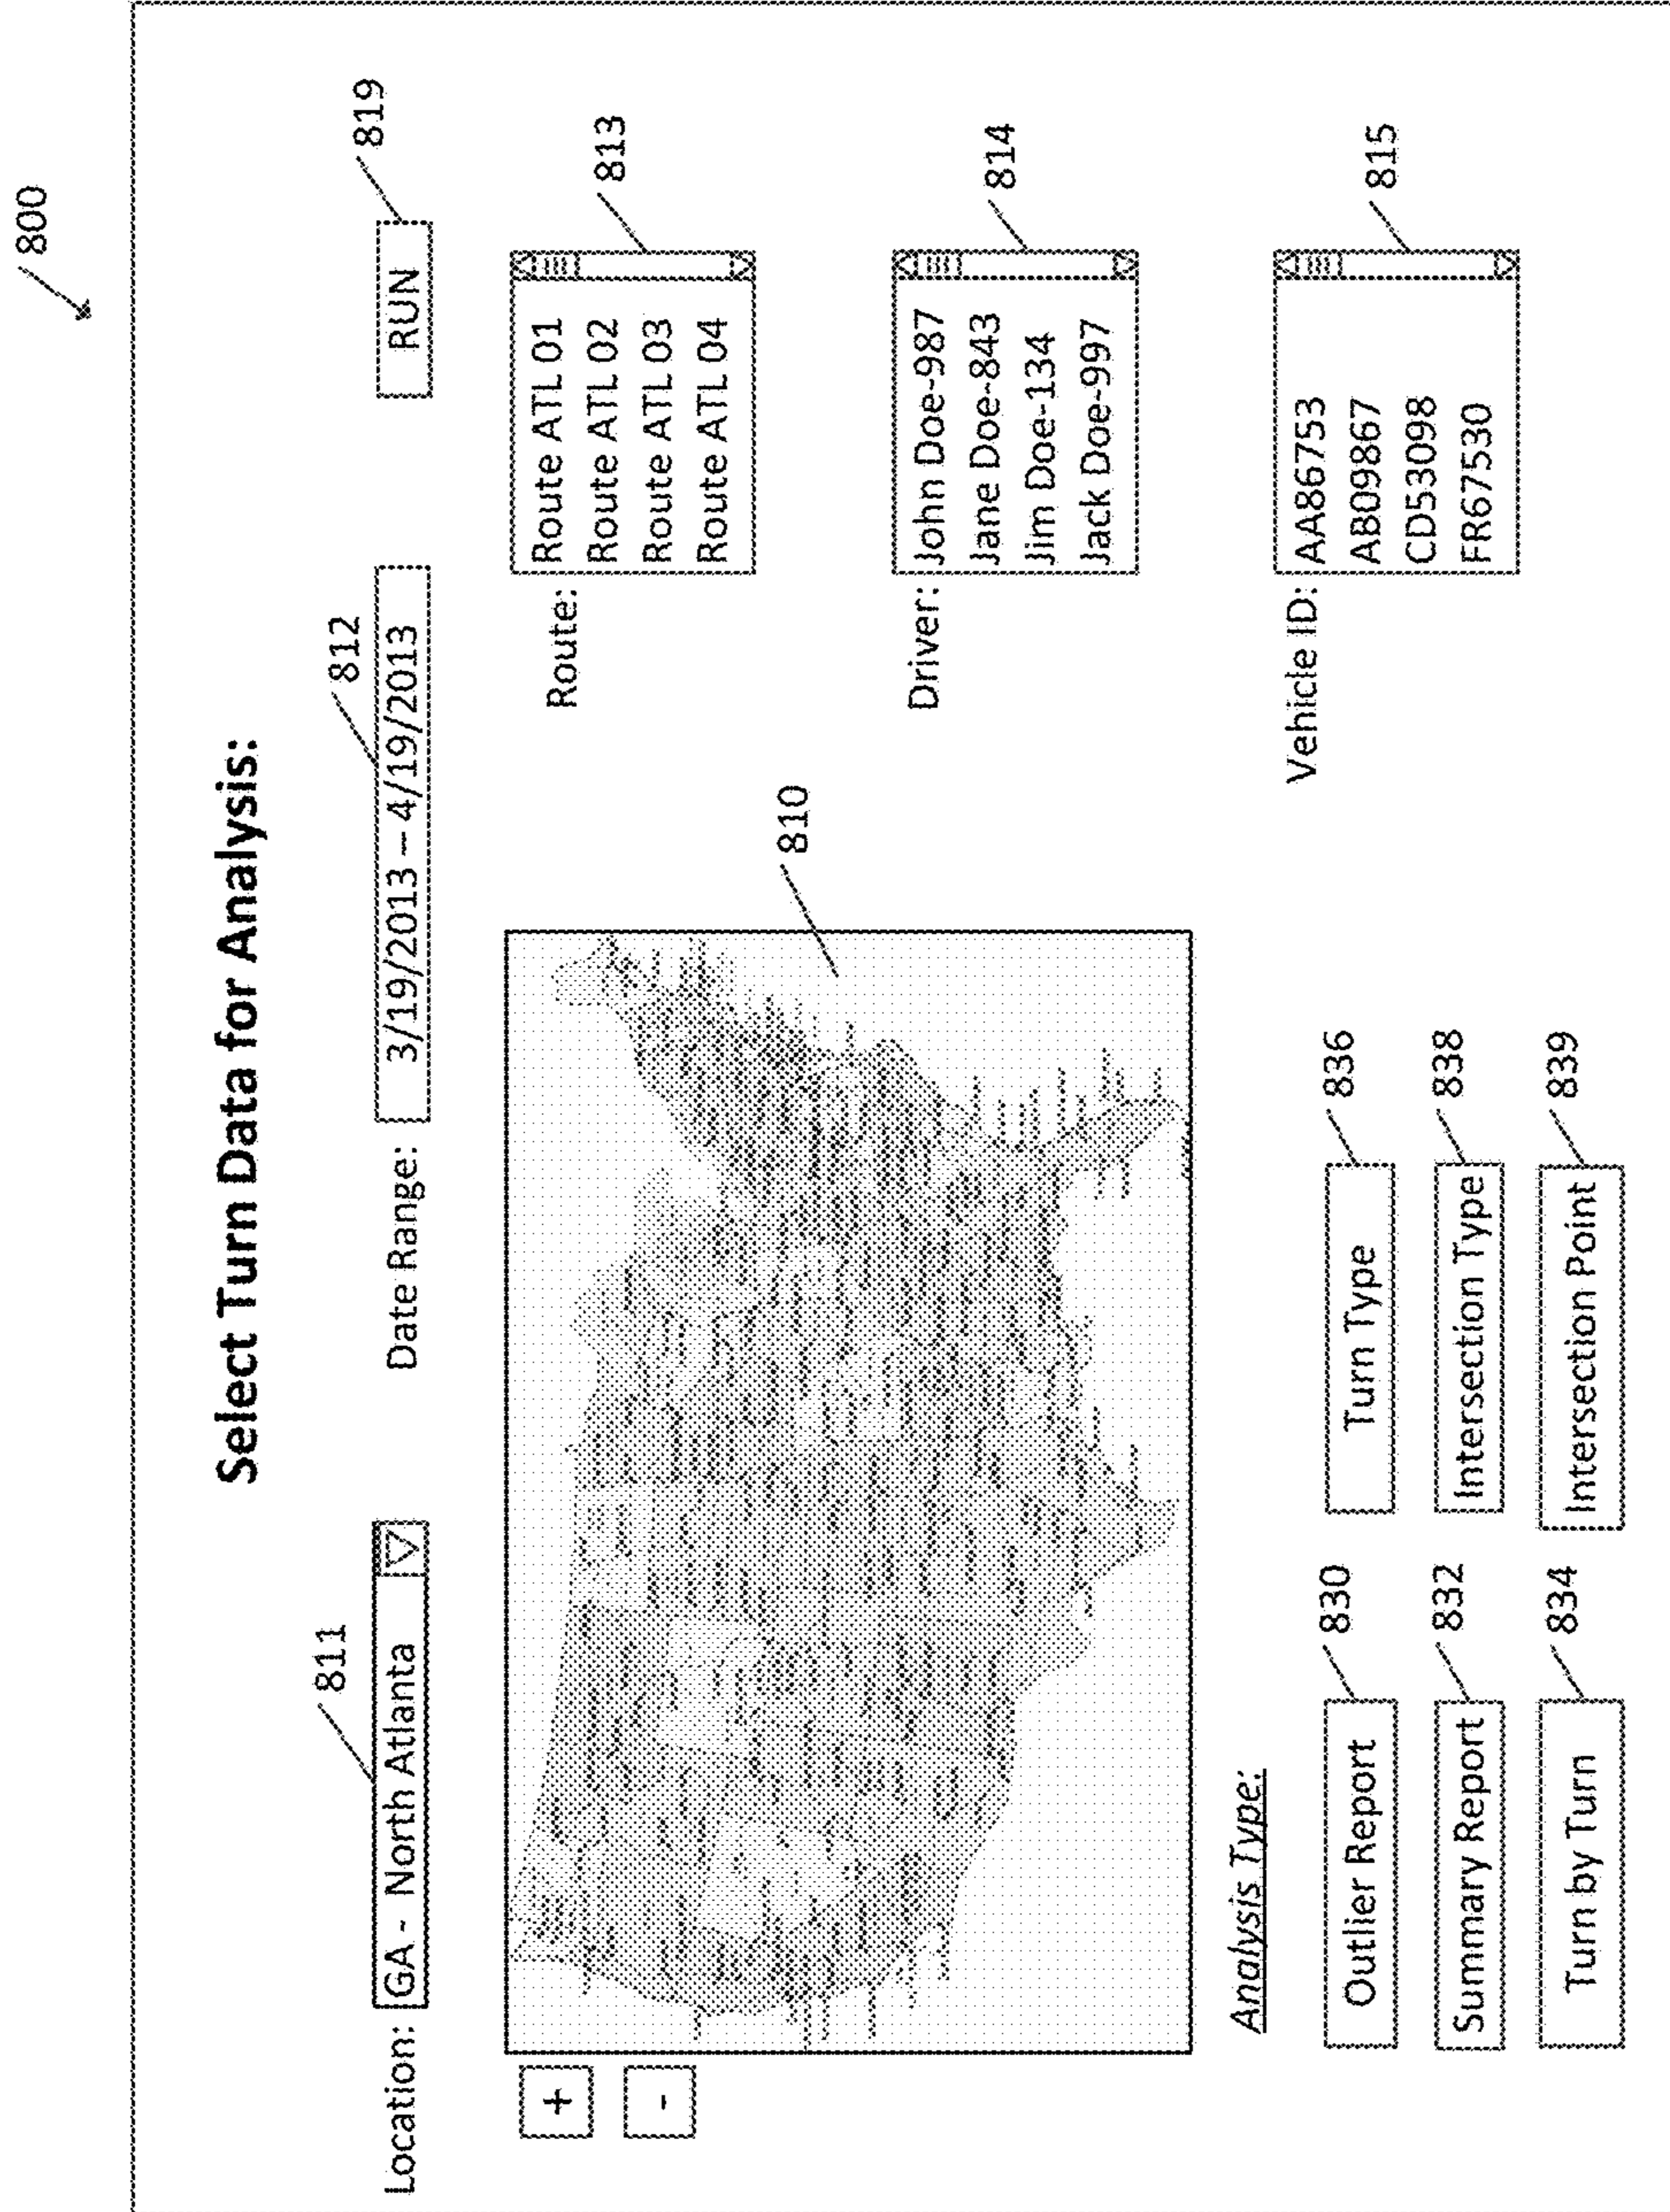 800
Select Turn Data for Analysis:
811
812
819
Location: GA - North Atlanta
Date Range: 3/19/2013 – 4/19/2013
RUN
+
-
810
Route:
Route ATL 01
Route ATL 02
Route ATL 03
Route ATL 04
813
Driver:
John Doe-987
Jane Doe-843
Jim Doe-134
Jack Doe-997
814
Vehicle ID:
AA86753
AB09867
CD53098
FR67530
815
Analysis Type:
Outlier Report
830
Turn Type
836
Summary Report
832
Intersection Type
838
Turn by Turn
834
Intersection Point
839